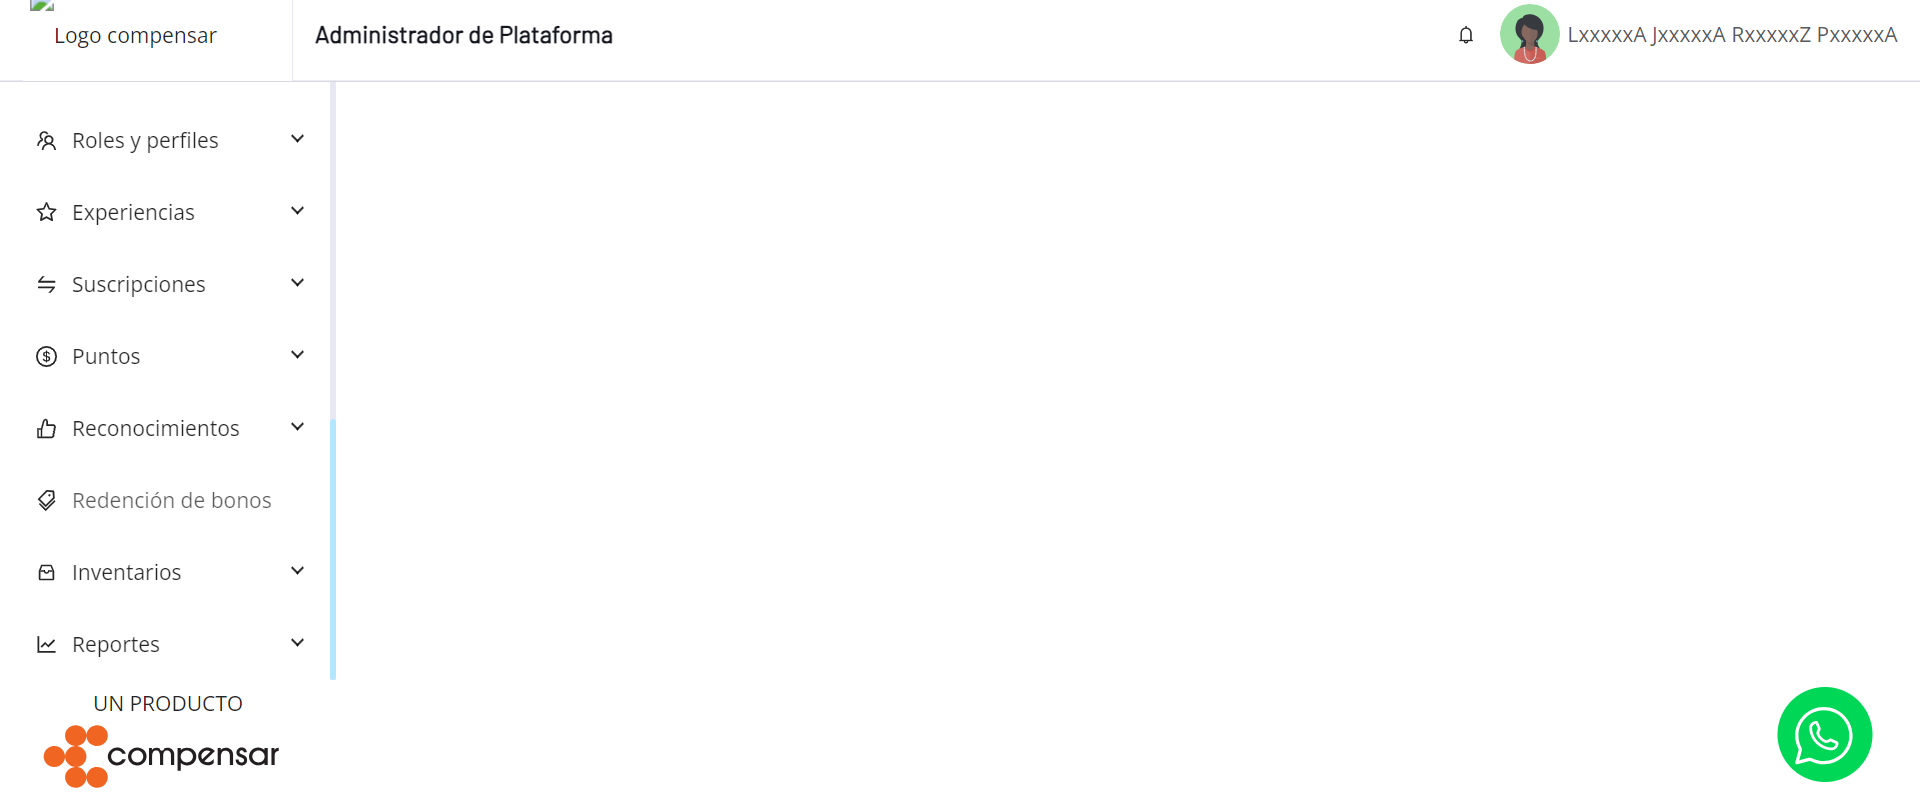 Logo compensar
Administrador de Plataforma
LxxxxxA JxxxxxA RxxxxxZ PxxxxxA
Roles y perfiles
Experiencias
Suscripciones
Puntos
Reconocimientos
Redención de bonos
Inventarios
Reportes
UN PRODUCTO
compensar